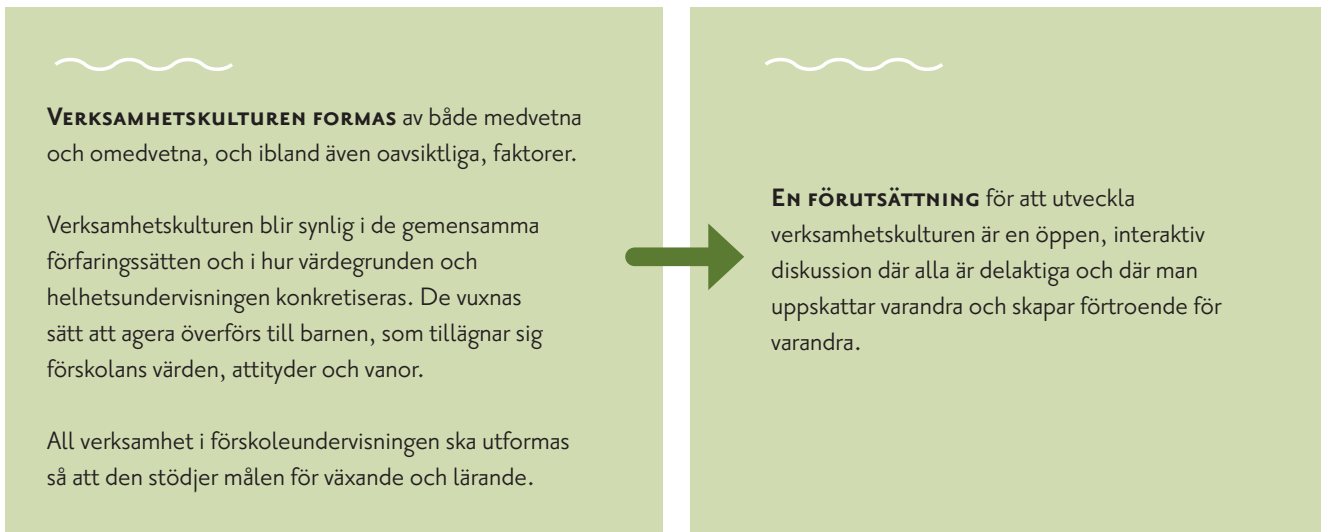 VERKSAMHETSKULTUREN FORMAS av både medvetna
och omedvetna, och ibland även oavsiktliga, faktorer.
Verksamhetskulturen blir synlig i de gemensamma
förfaringssätten och i hur värdegrunden och
helhetsundervisningen konkretiseras. De vuxnas
sätt att agera överförs till barnen, som tillägnar sig
förskolans värden, attityder och vanor.
All verksamhet i förskoleundervisningen ska utformas
så att den stödjer målen för växande och lärande.
EN FÖRUTSÄTTNING för att utveckla
verksamhetskulturen är en öppen, interaktiv
diskussion där alla är delaktiga och där man
uppskattar varandra och skapar förtroende för
varandra.